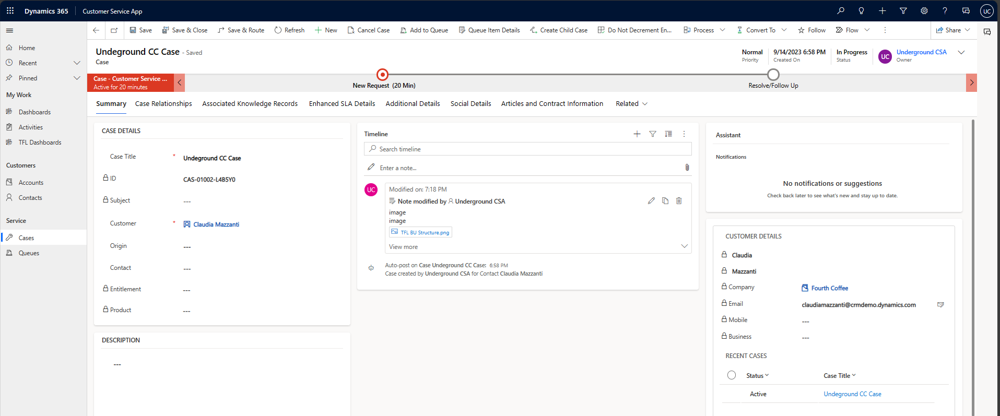 Dynamics 365
Customer Service App
UC
Save
Save & Close
Save & Route
Refresh
New
Cancel Case
Add to Queue
Queue Item Details
Create Child Case
Do Not Decrement En...
Process
Convert To
Follow
Flow
Share
Home
Recent
Pinned
My Work
Dashboards
Activities
TFL Dashboards
Customers
Accounts
Contacts
Service
Cases
Queues
Undeground CC Case - Saved
Case
Normal
Priority
9/14/2023 6:58 PM
Created On
In Progress
Status
UC
Underground CSA
Owner
Case - Customer Service ...
Active for 20 minutes
New Request (20 Min)
Resolve/Follow Up
Summary
Case Relationships
Associated Knowledge Records
Enhanced SLA Details
Additional Details
Social Details
Articles and Contract Information
Related
CASE DETAILS
Case Title * Undeground CC Case
ID CAS-01002-L4B5Y0
Subject ---
Customer * Claudia Mazzanti
Origin ---
Contact ---
Entitlement ---
Product ---
DESCRIPTION
---
Timeline
Search timeline
Enter a note...
UC
Modified on: 7:18 PM
Note modified by Underground CSA
image
image
TFL BU Structure.png
View more
Auto-post on Case Undeground CC Case: 6:58 PM
Case created by Underground CSA for Contact Claudia Mazzanti
Assistant
Notifications
No notifications or suggestions
Check back later to see what's new and stay up to date.
CUSTOMER DETAILS
Claudia
Mazzanti
Company Fourth Coffee
Email claudiamazzanti@crmdemo.dynamics.com
Mobile ---
Business ---
RECENT CASES
Status Case Title
Active Undeground CC Case